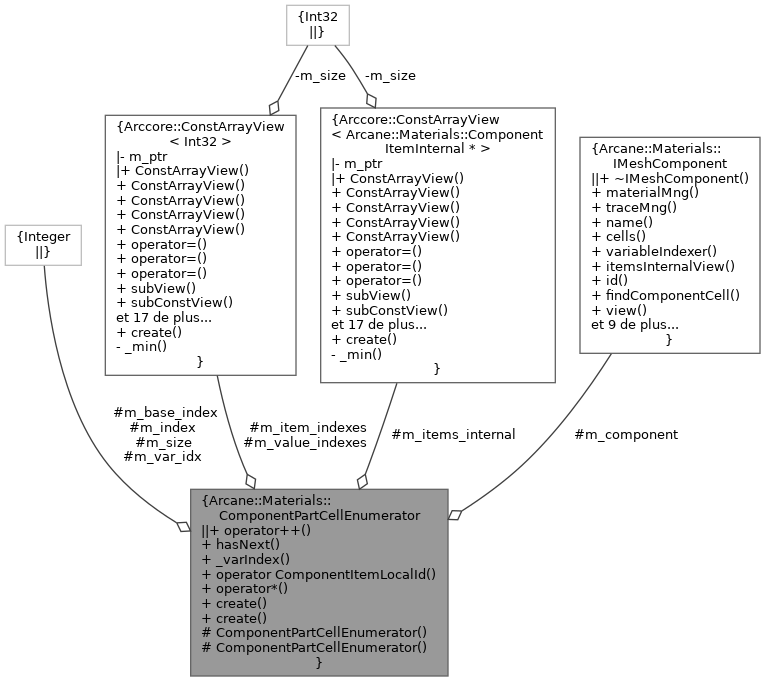 {Int32
||}
-m_size
-m_size
{Arccore::ConstArrayView
< Int32 >
|- m_ptr
|+ ConstArrayView()
+ ConstArrayView()
+ ConstArrayView()
+ ConstArrayView()
+ ConstArrayView()
+ operator=()
+ operator=()
+ operator=()
+ subView()
+ subConstView()
et 17 de plus...
+ create()
- _min()
}
{Arccore::ConstArrayView
< Arcane::Materials::Component
ItemInternal * >
|- m_ptr
|+ ConstArrayView()
+ ConstArrayView()
+ ConstArrayView()
+ ConstArrayView()
+ ConstArrayView()
+ operator=()
+ operator=()
+ operator=()
+ subView()
+ subConstView()
et 17 de plus...
+ create()
- _min()
}
{Arcane::Materials::
IMeshComponent
||+ ~IMeshComponent()
+ materialMng()
+ traceMng()
+ name()
+ cells()
+ variableIndexer()
+ itemsInternalView()
+ id()
+ findComponentCell()
+ view()
et 9 de plus...
}
{Integer
||}
#m_base_index
#m_index
#m_size
#m_var_idx
#m_item_indexes
#m_value_indexes
#m_items_internal
#m_component
{Arcane::Materials::
ComponentPartCellEnumerator
||+ operator++()
+ hasNext()
+ _varIndex()
+ operator ComponentItemLocalId()
+ operator*()
+ create()
+ create()
# ComponentPartCellEnumerator()
# ComponentPartCellEnumerator()
}